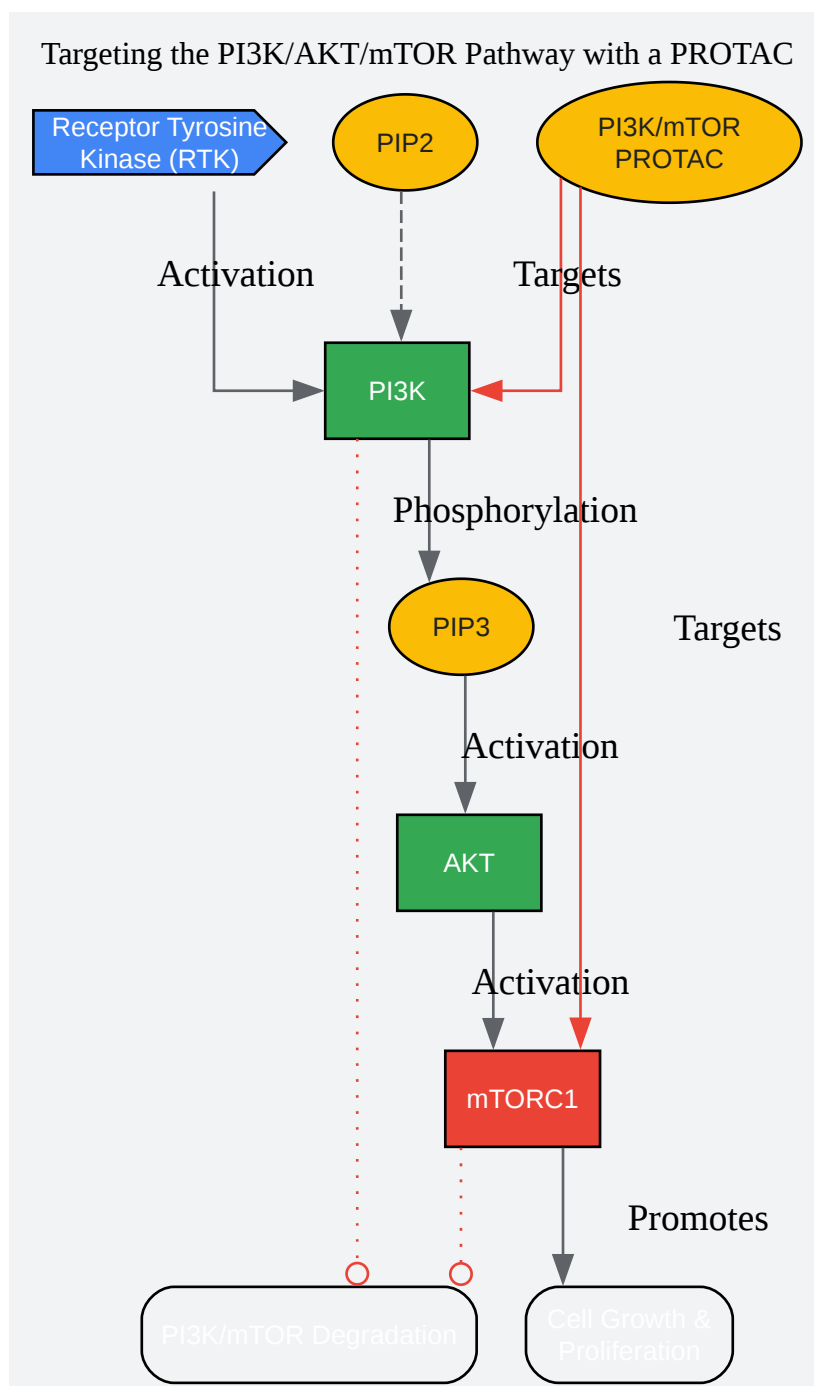 Targeting the PI3K/AKT/mTOR Pathway with a PROTAC
Receptor Tyrosine
Kinase (RTK)
PIP2
PI3K/mTOR
PROTAC
Activation
Targets
PI3K
Phosphorylation
PIP3
Targets
Activation
AKT
Activation
mTORC1
Promotes
PI3K/mTOR Degradation
Cell Growth &
Proliferation